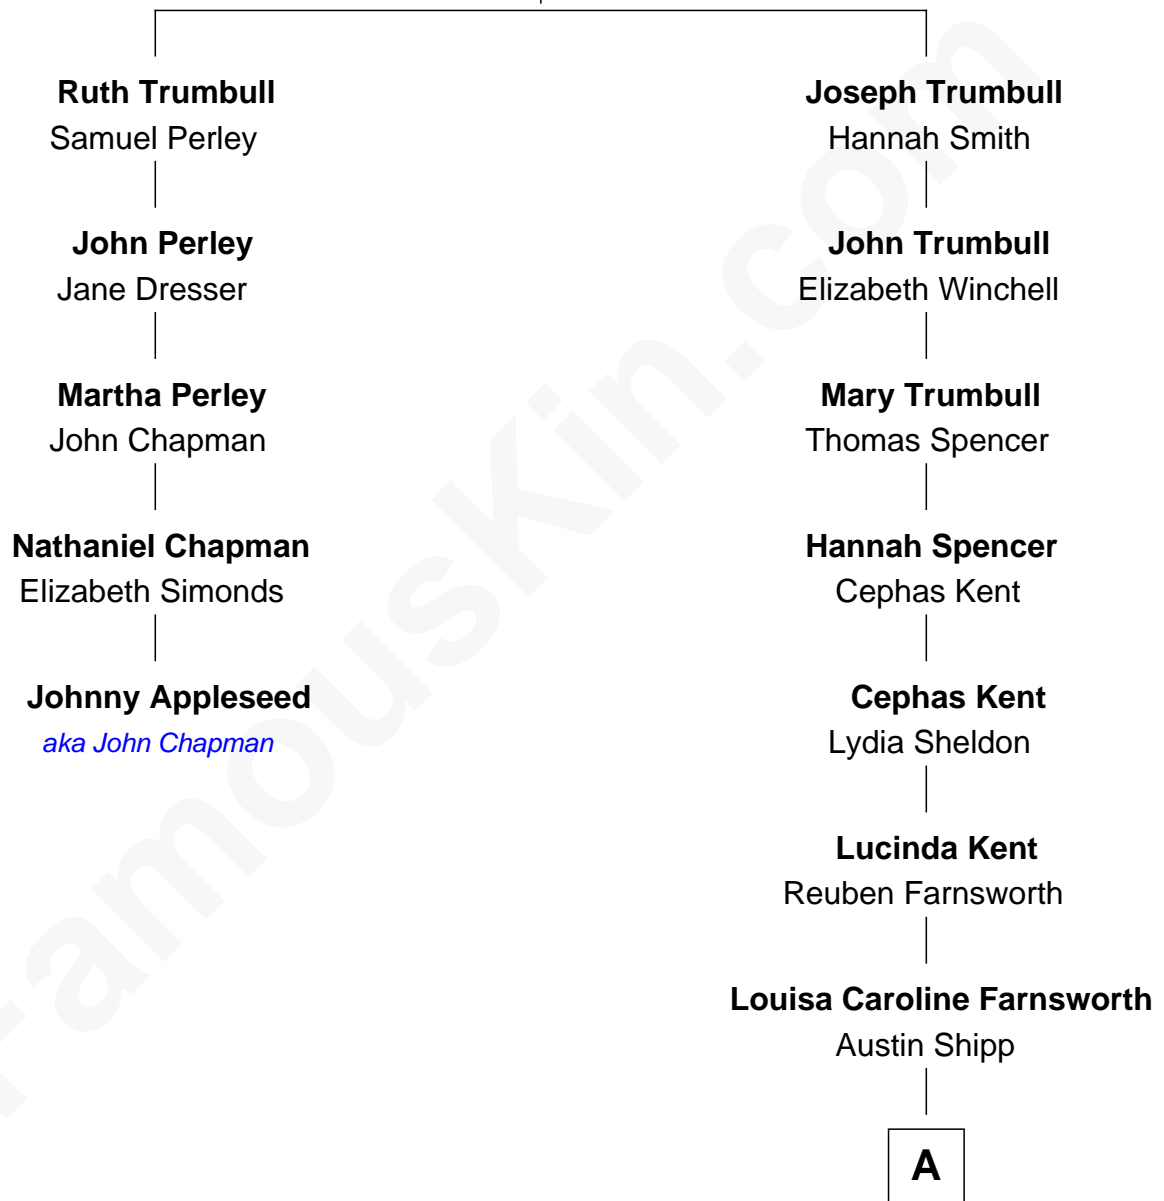 Ruth Trumbull
Samuel Perley
John Perley
Jane Dresser
Martha Perley
John Chapman
Nathaniel Chapman
Elizabeth Simonds
Johnny Appleseed
aka John Chapman
Joseph Trumbull
Hannah Smith
John Trumbull
Elizabeth Winchell
Mary Trumbull
Thomas Spencer
Hannah Spencer
Cephas Kent
Cephas Kent
Lydia Sheldon
Lucinda Kent
Reuben Farnsworth
Louisa Caroline Farnsworth
Austin Shipp
A
FamousKin.com